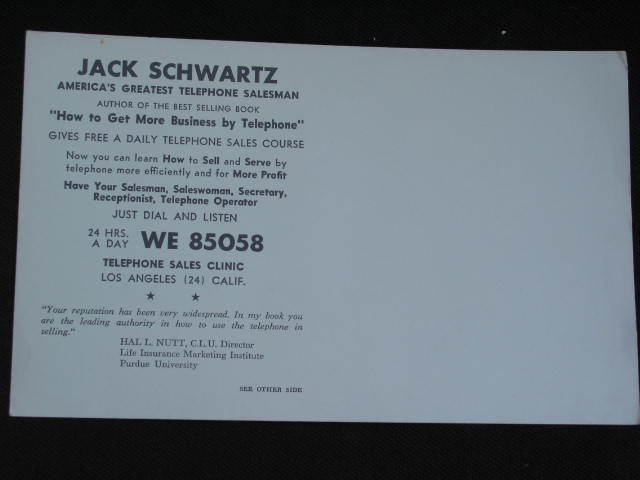 JACK SCHWARTZ
AMERICA'S GREATEST TELEPHONE SALESMAN
AUTHOR OF THE BEST SELLING BOOK
"How to Get More Business by Telephone"
GIVES FREE A DAILY TELEPHONE SALES COURSE
Now you can learn How to Sell and Serve by
telephone more efficiently and for More Profit
Have Your Salesman, Saleswoman, Secretary,
Receptionist, Telephone Operator
JUST DIAL AND LISTEN
24 HRS.
A DAY WE 85058
TELEPHONE SALES CLINIC
LOS ANGELES (24) CALIF.
★ ★
"Your reputation has been very widespread. In my book you
are the leading authority in how to use the telephone in
selling."
HAL L. NUTT, C.L.U. Director
Life Insurance Marketing Institute
Purdue University
SEE OTHER SIDE